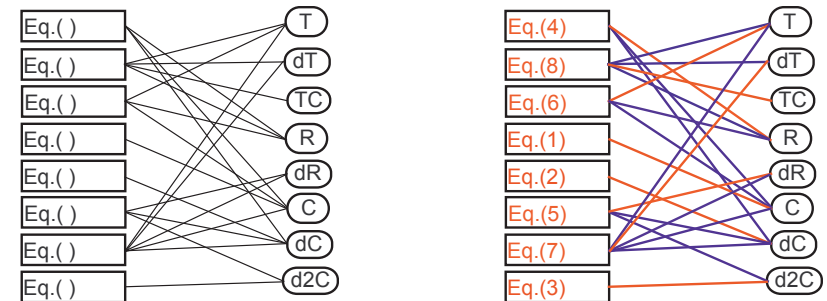 Eq.( )
Eq.( )
Eq.( )
Eq.( )
Eq.( )
Eq.( )
Eq.( )
Eq.( )
T
dT
TC
R
dR
C
dC
d2C
Eq.(4)
Eq.(8)
Eq.(6)
Eq.(1)
Eq.(2)
Eq.(5)
Eq.(7)
Eq.(3)
T
dT
TC
R
dR
C
dC
d2C